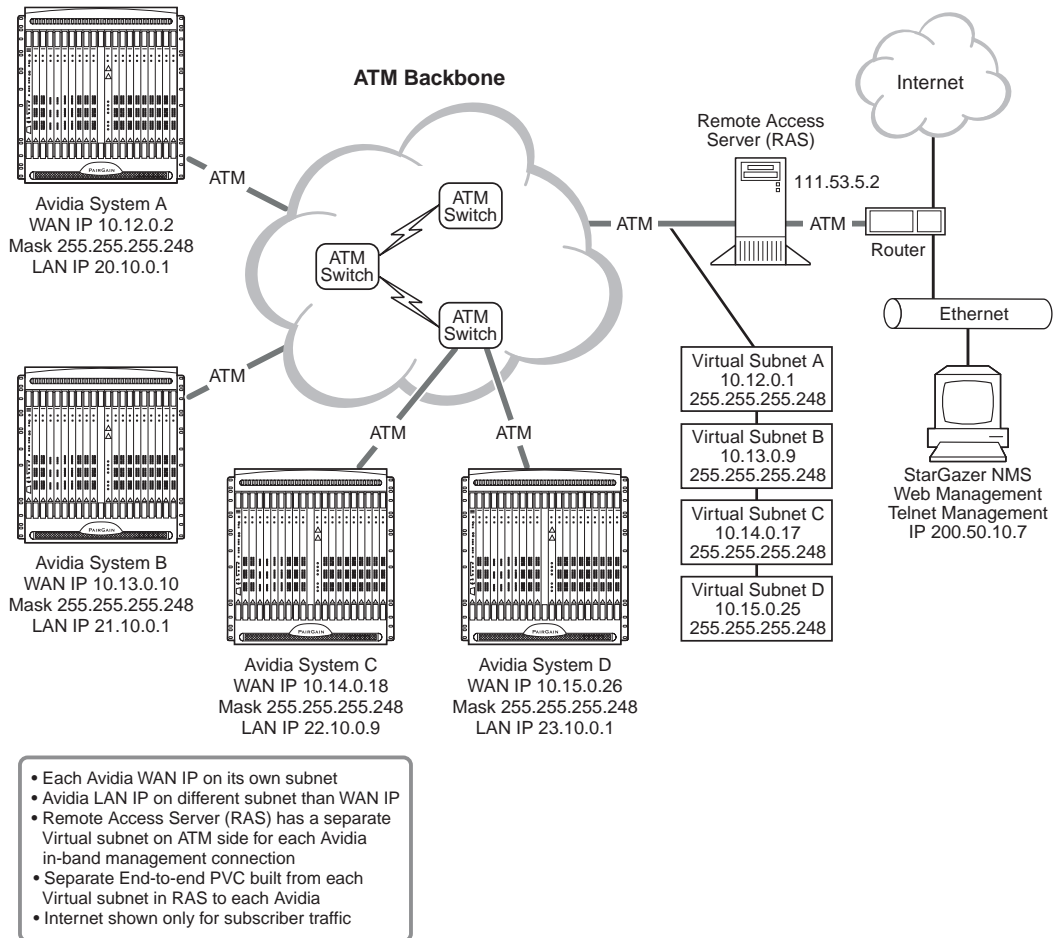 ATM Backbone
Internet
Remote Access
Server (RAS)
111.53.5.2
ATM
ATM
ATM
Router
ATM
Switch
ATM
Switch
ATM
Switch
PAIRGAIN
Avidia System A
WAN IP 10.12.0.2
Mask 255.255.255.248
LAN IP 20.10.0.1
Ethernet
ATM
PAIRGAIN
Avidia System B
WAN IP 10.13.0.10
Mask 255.255.255.248
LAN IP 21.10.0.1
ATM
ATM
PAIRGAIN
Avidia System C
WAN IP 10.14.0.18
Mask 255.255.255.248
LAN IP 22.10.0.9
PAIRGAIN
Avidia System D
WAN IP 10.15.0.26
Mask 255.255.255.248
LAN IP 23.10.0.1
Virtual Subnet A
10.12.0.1
255.255.255.248
Virtual Subnet B
10.13.0.9
255.255.255.248
Virtual Subnet C
10.14.0.17
255.255.255.248
Virtual Subnet D
10.15.0.25
255.255.255.248
StarGazer NMS
Web Management
Telnet Management
IP 200.50.10.7
• Each Avidia WAN IP on its own subnet
• Avidia LAN IP on different subnet than WAN IP
• Remote Access Server (RAS) has a separate
Virtual subnet on ATM side for each Avidia
in-band management connection
• Separate End-to-end PVC built from each
Virtual subnet in RAS to each Avidia
• Internet shown only for subscriber traffic